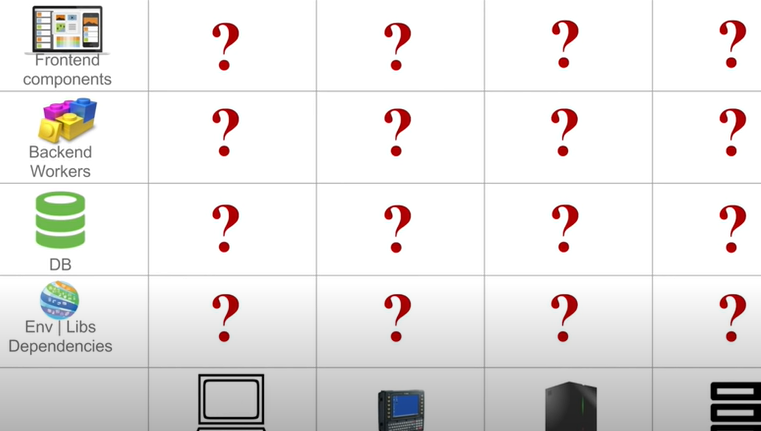 Frontend
components
?
?
?
?
Backend
Workers
?
?
?
?
DB
?
?
?
?
Env | Libs
Dependencies
?
?
?
?